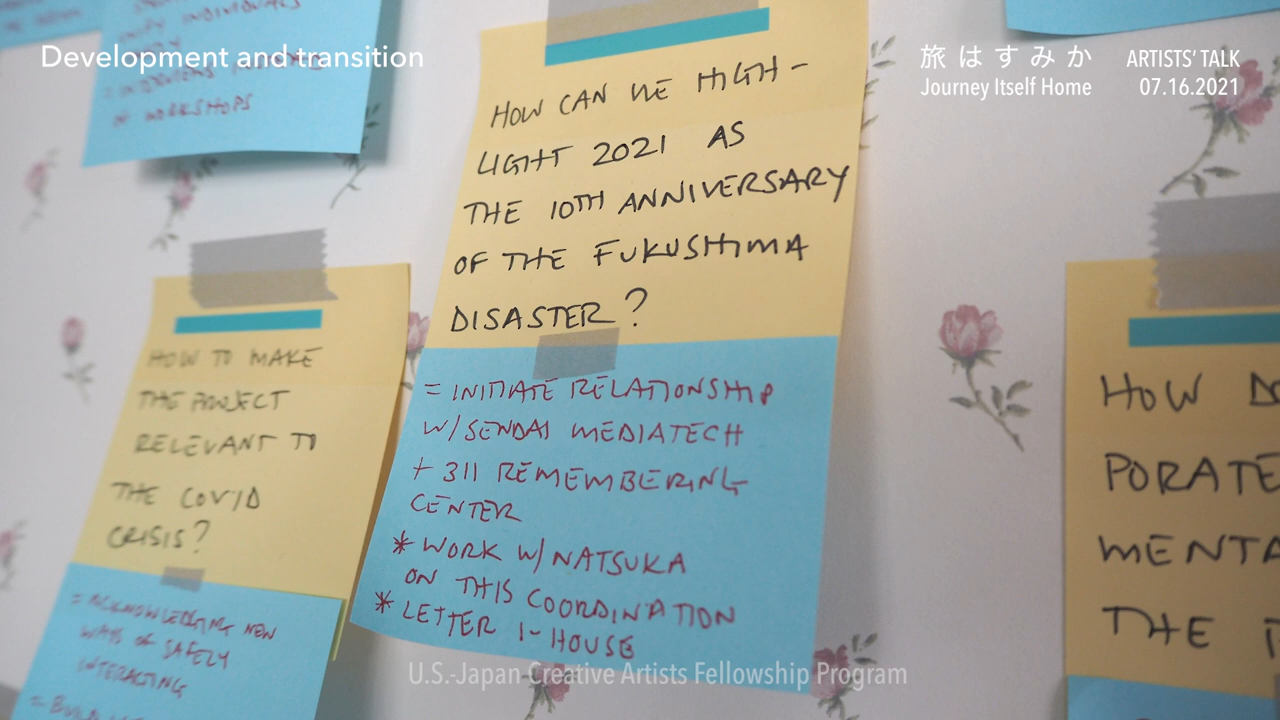 Development and transition
旅はすみか
Journey Itself Home
ARTISTS' TALK
07.16.2021
INDIVIDUALS
= INTERVIEWS
WORKSHOPS
HOW CAN WE HIGH-
LIGHT 2021 AS
THE 10TH ANNIVERSARY
OF THE FUKUSHIMA
DISASTER?
= INITIATE RELATIONSHIP
W/SENDAI MEDIATECH
+ 311 REMEMBERING
CENTER
* WORK W/NATSUKA
ON THIS COORDINATION
* LETTER I-HOUSE
HOW TO MAKE
THE PROJECT
RELEVANT TO
THE COVID
CRISIS?
= ACKNOWLEDGING NEW
WAYS OF SAFELY
INTERACTING
HOW
PORATE
MENTA
THE
U.S.-Japan Creative Artists Fellowship Program